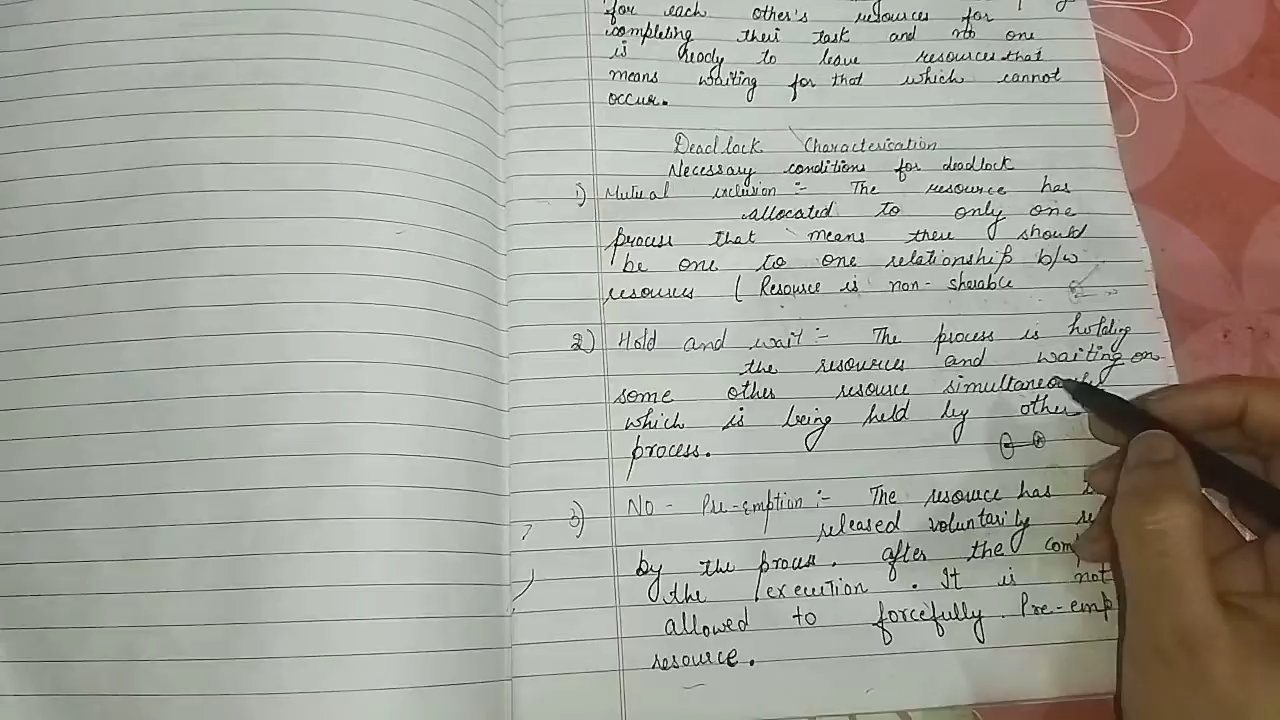 for each other's resources for
completing their task and no one
is ready to leave resources that
means waiting for that which cannot
occur.
Deadlock Characterisation
Necessary conditions for deadlock
1) Mutual inclusion :- The resource has
allocated to only one
process that means there should
be one to one relationship b/w
resources ( Resource is non-sharable
2) Hold and wait :- The process is holding
the resources and waiting on
some other resource simultaneously
which is being held by other
process.
3) No - Pre-emption :- The resource has
released voluntarily
by the process. after the
the execution. It is not
allowed to forcefully Pre-emp
resource.